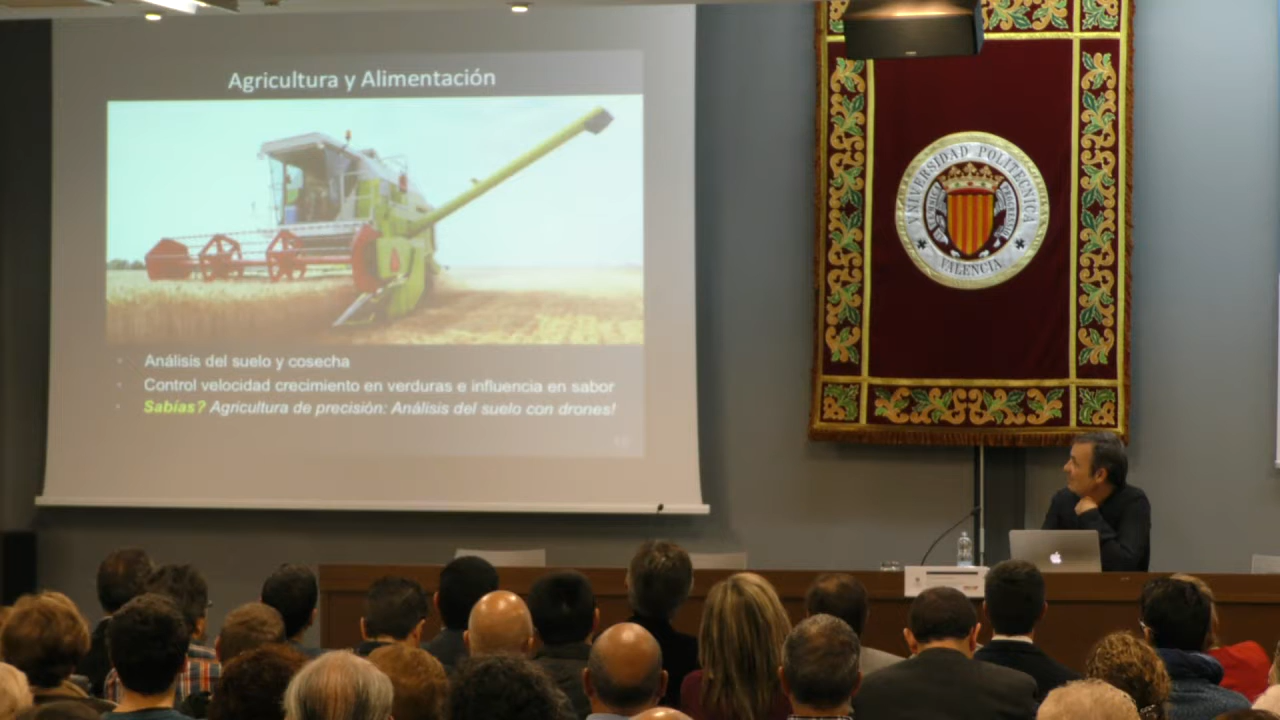 Agricultura y Alimentación
Análisis del suelo y cosecha
Control velocidad crecimiento en verduras e influencia en sabor
Sabías? Agricultura de precisión: Análisis del suelo con drones!
VNIVERSIDAD POLITECNICA
VALENCIA